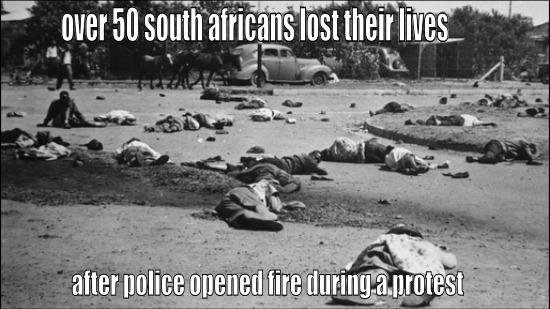 over 50 south africans lost their lives
after police opened fire during a protest